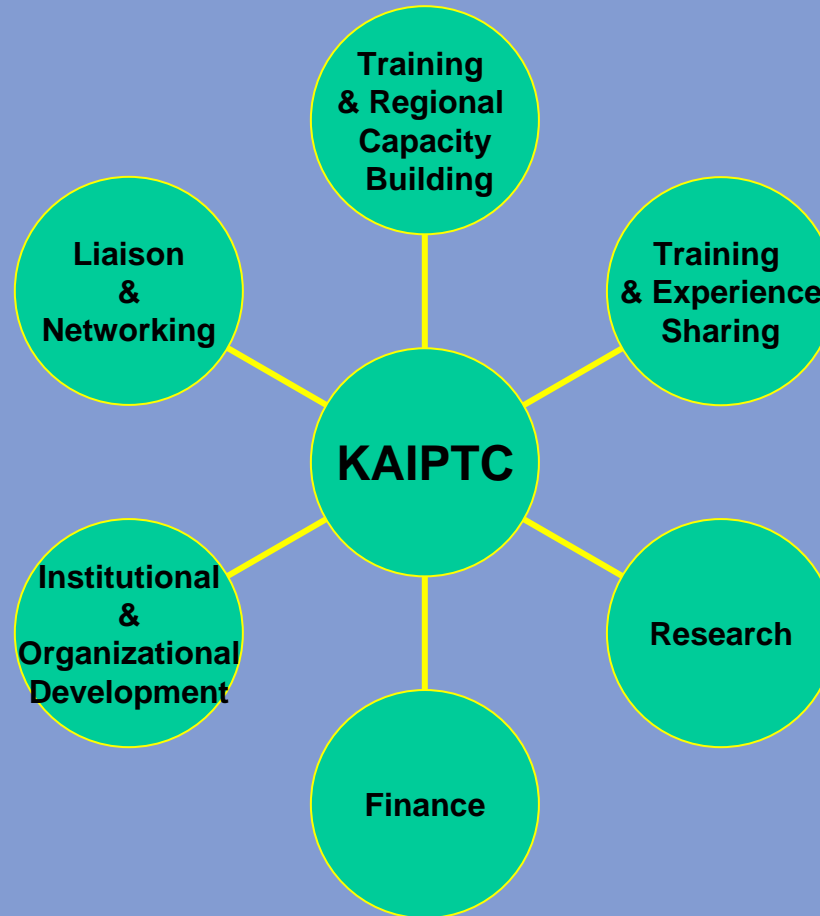 Training
& Regional
Capacity
Building
Liaison
&
Networking
Training
& Experience
Sharing
KAIPTC
Institutional
&
Organizational
Development
Research
Finance